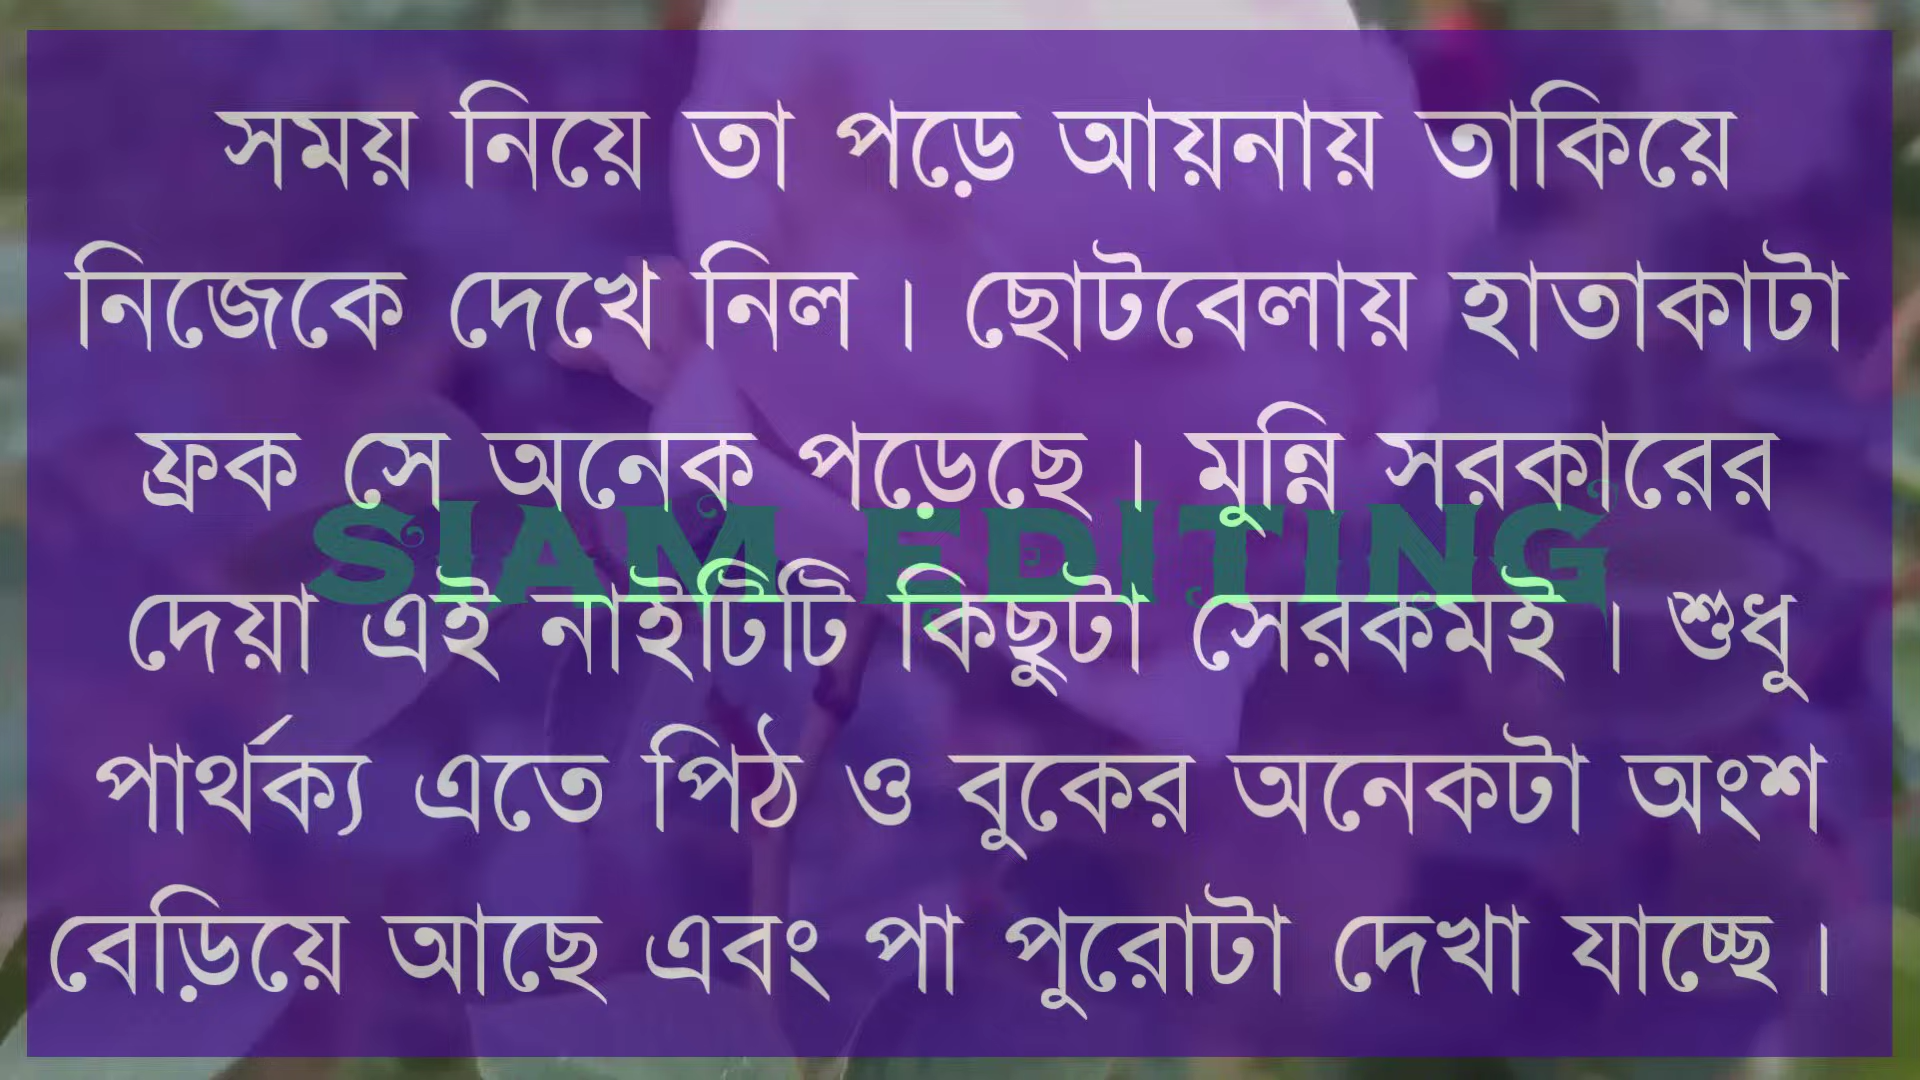 সময় নিয়ে তা পড়ে আয়নায় তাকিয়ে
নিজেকে দেখে নিল । ছোটবেলায় হাতাকাটা
ফ্রক সে অনেক পড়েছে । মুন্নি সরকারের
SIAM EDITING
দেয়া এই নাইটিটি কিছুটা সেরকমই । শুধু
পার্থক্য এতে পিঠ ও বুকের অনেকটা অংশ
বেড়িয়ে আছে এবং পা পুরোটা দেখা যাচ্ছে ।